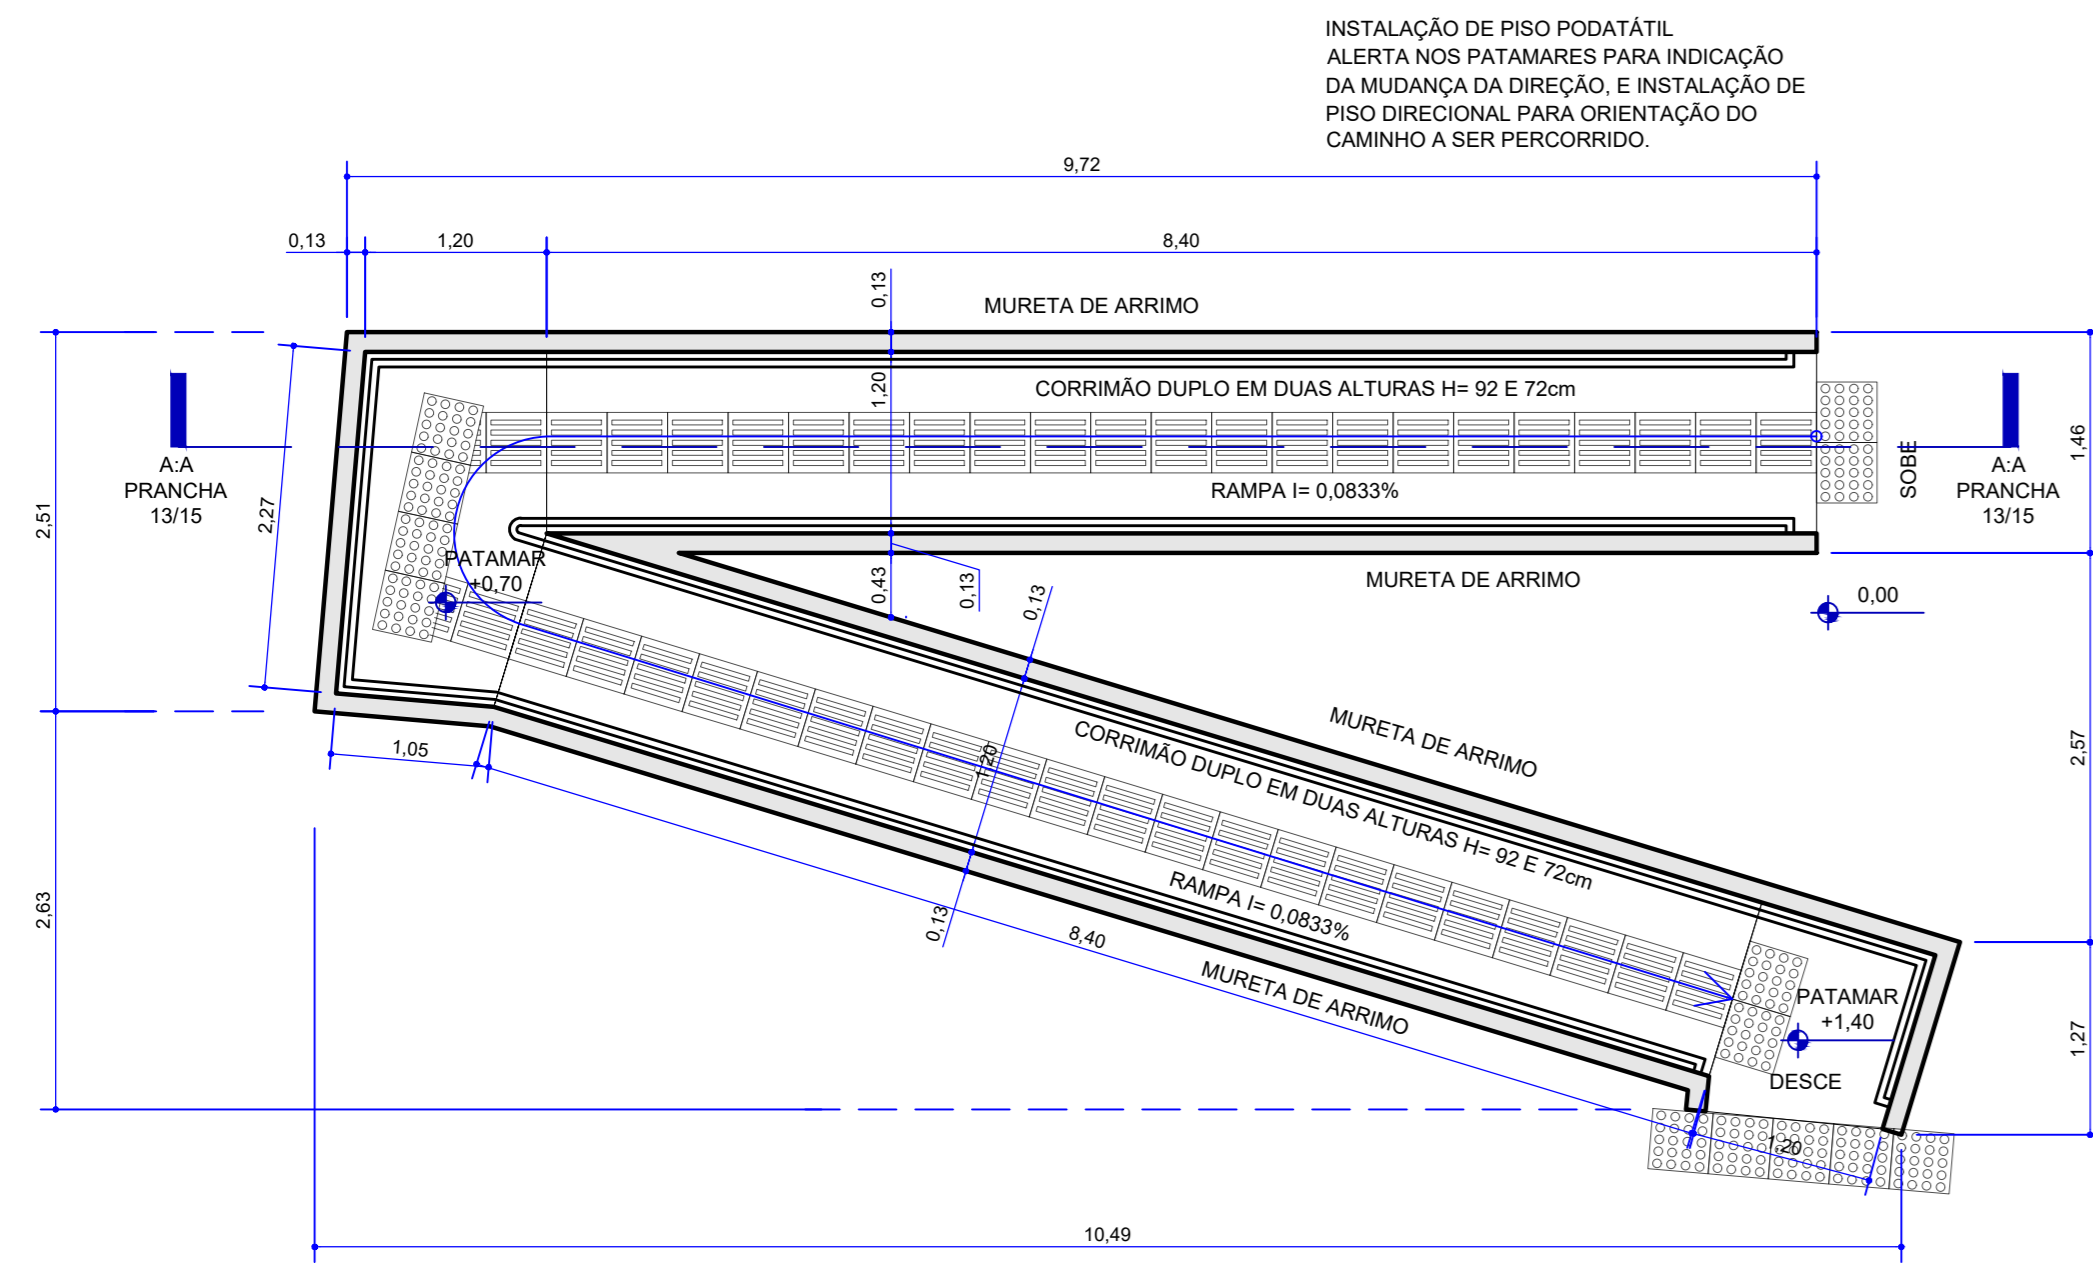 INSTALAÇÃO DE PISO PODATÁTIL
ALERTA NOS PATAMARES PARA INDICAÇÃO
DA MUDANÇA DA DIREÇÃO, E INSTALAÇÃO DE
PISO DIRECIONAL PARA ORIENTAÇÃO DO
CAMINHO A SER PERCORRIDO.
9,72
0,13
1,20
8,40
0,13
MURETA DE ARRIMO
CORRIMÃO DUPLO EM DUAS ALTURAS H= 92 E 72cm
1,20
A:A
PRANCHA
13/15
2,51
2,27
RAMPA I= 0,0833%
SOBE
A:A
PRANCHA
13/15
1,46
PATAMAR
+0,70
0,43
0,13
0,13
MURETA DE ARRIMO
0,00
MURETA DE ARRIMO
1,05
1,20
CORRIMÃO DUPLO EM DUAS ALTURAS H= 92 E 72cm
2,57
RAMPA I= 0,0833%
2,63
0,13
8,40
MURETA DE ARRIMO
PATAMAR
+1,40
DESCE
1,27
1,20
10,49